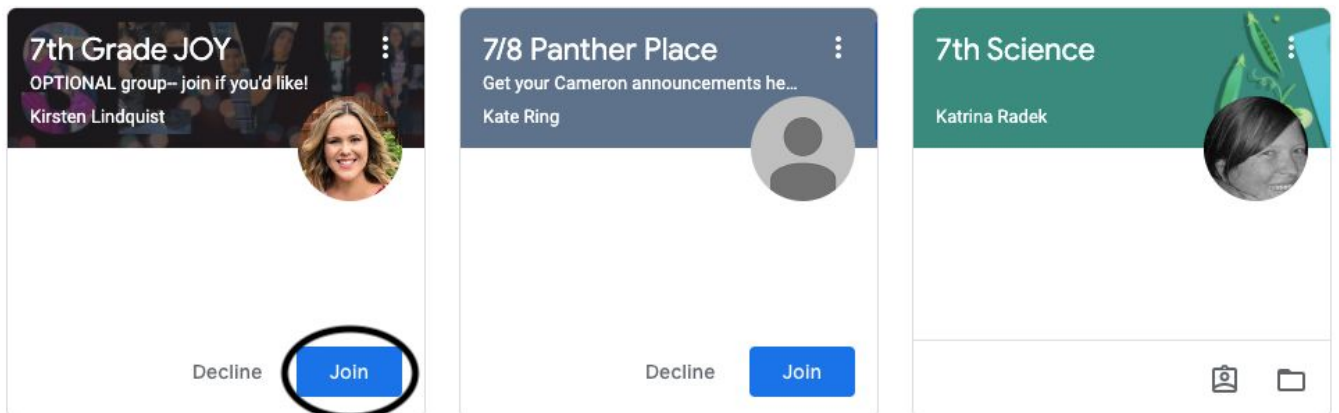 7th Grade JOY
OPTIONAL group-- join if you'd like!
Kirsten Lindquist
Decline
Join
7/8 Panther Place
Get your Cameron announcements he...
Kate Ring
Decline
Join
7th Science
Katrina Radek